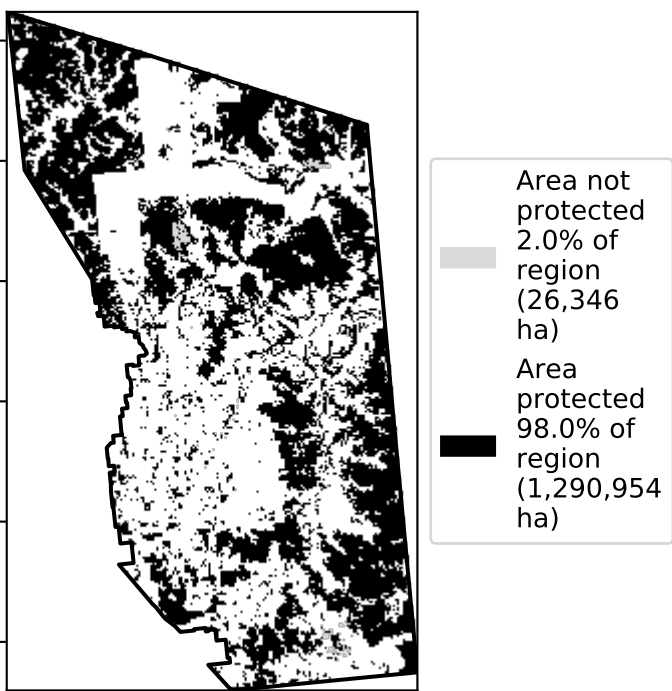 Area not
protected
2.0% of
region
(26,346
ha)
Area
protected
98.0% of
region
(1,290,954
ha)